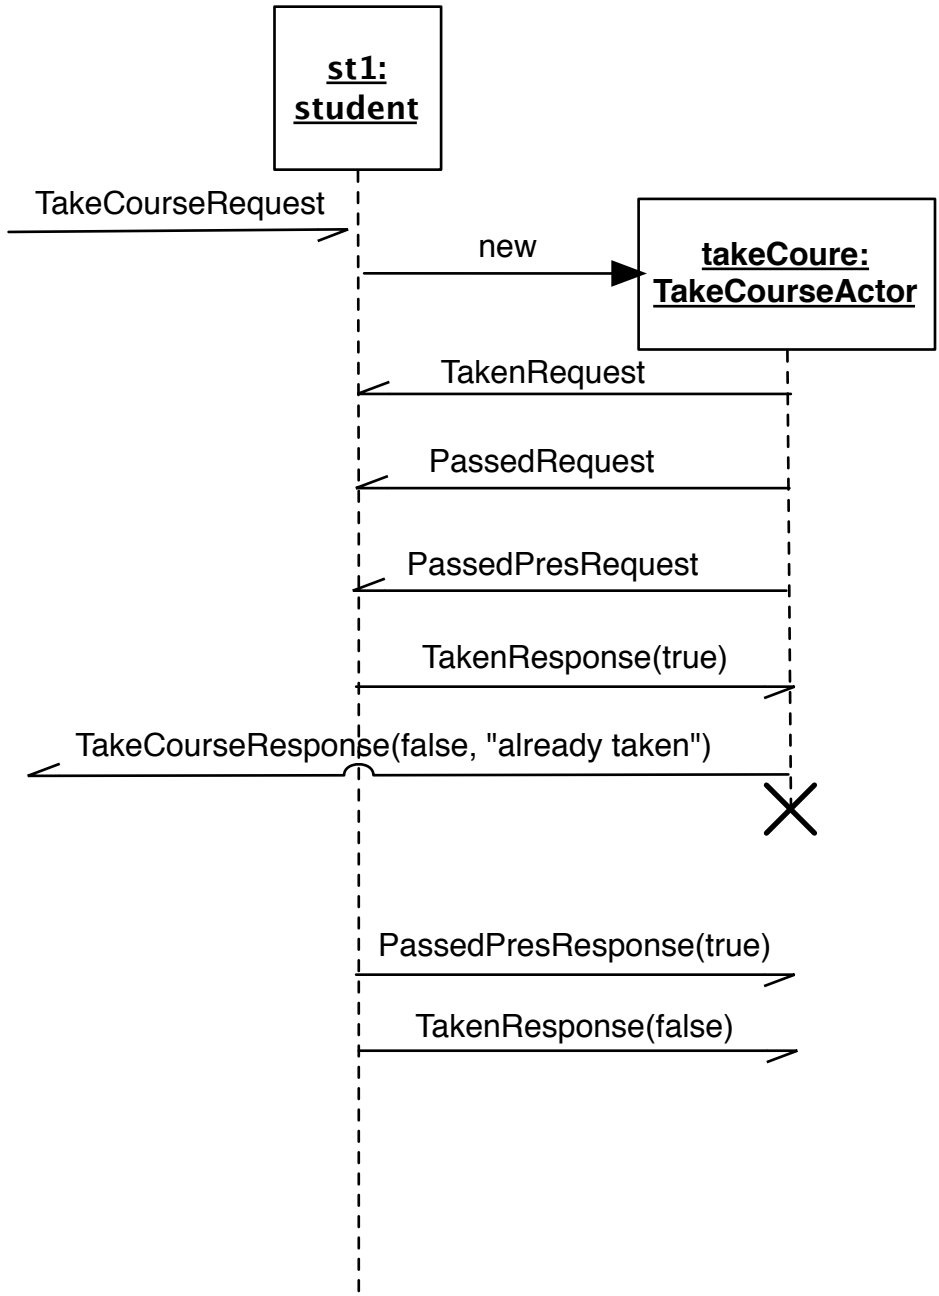 st1:
student
TakeCourseRequest
new
takeCoure:
TakeCourseActor
TakenRequest
PassedRequest
PassedPresRequest
TakenResponse(true)
TakeCourseResponse(false, "already taken")
PassedPresResponse(true)
TakenResponse(false)